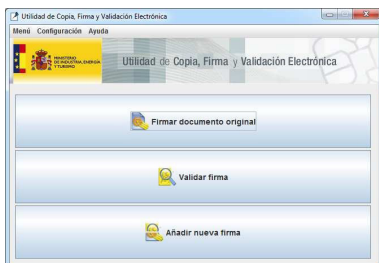 Utilidad de Copia, Firma y Validación Electrónica
Menú Configuración Ayuda
MINISTERIO
DE INDUSTRIA, ENERGÍA
Y TURISMO
Utilidad de Copia, Firma y Validación Electrónica
Firmar documento original
Validar firma
Añadir nueva firma